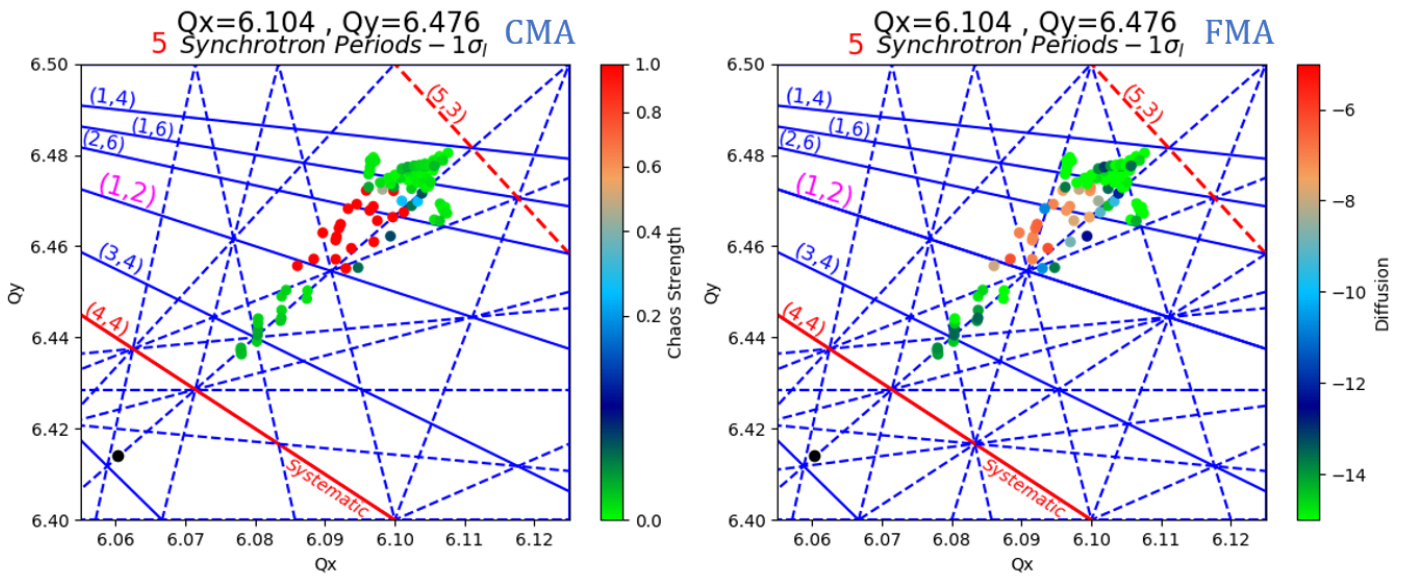 Qx=6.104 , Qy=6.476 CMA
5 Synchrotron Periods − 1σ_l
6.50
6.48
6.46
6.44
6.42
6.40
Qy
(1,4)
(1,6)
(2,6)
(1,2)
(3,4)
(4,4)
(5,3)
Systematic
6.06 6.07 6.08 6.09 6.10 6.11 6.12
Qx
1.0
0.8
0.6
0.4
0.2
0.0
Chaos Strength
Qx=6.104 , Qy=6.476 FMA
5 Synchrotron Periods − 1σ_l
6.50
6.48
6.46
6.44
6.42
6.40
Qy
(1,4)
(1,6)
(2,6)
(1,2)
(3,4)
(4,4)
(5,3)
Systematic
6.06 6.07 6.08 6.09 6.10 6.11 6.12
Qx
−6
−8
−10
−12
−14
Diffusion